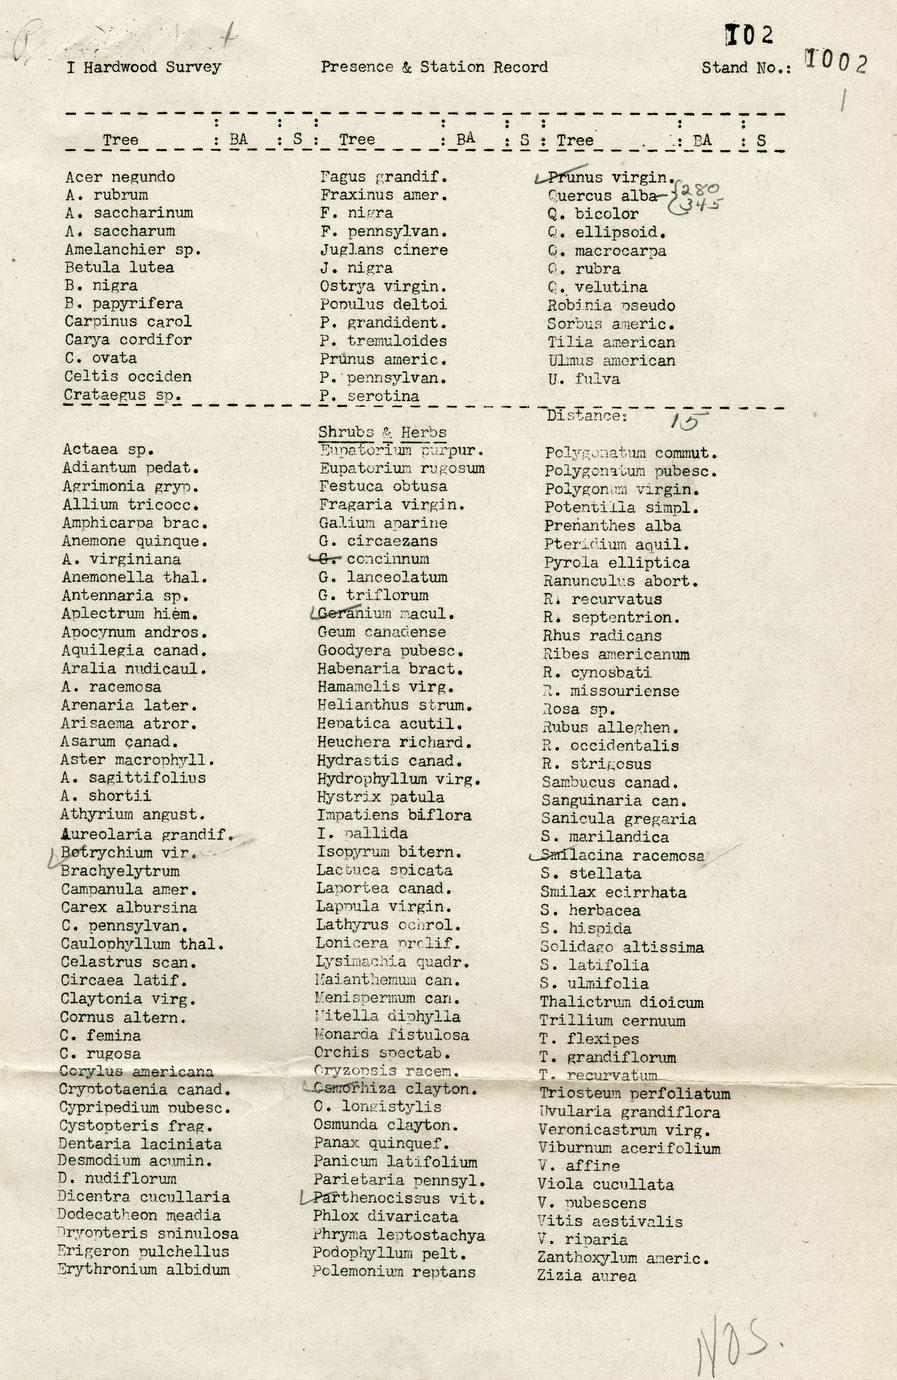 I02
I Hardwood Survey Presence & Station Record Stand No.: I002
1
Tree : BA : S : Tree : BA : S : Tree : BA : S
Acer negundo
A. rubrum
A. saccharinum
A. saccharum
Amelanchier sp.
Betula lutea
B. nigra
B. papyrifera
Carpinus carol
Carya cordifor
C. ovata
Celtis occiden
Crataegus sp.
Fagus grandif.
Fraxinus amer.
F. nigra
F. pennsylvan.
Juglans cinere
J. nigra
Ostrya virgin.
Populus deltoi
P. grandident.
P. tremuloides
Prunus americ.
P. pennsylvan.
P. serotina
Prunus virgin.
Quercus alba { 280
345
Q. bicolor
Q. ellipsoid.
Q. macrocarpa
Q. rubra
Q. velutina
Robinia pseudo
Sorbus americ.
Tilia american
Ulmus american
U. fulva
Distance: 15
Shrubs & Herbs
Actaea sp.
Adiantum pedat.
Agrimonia gryp.
Allium tricocc.
Amphicarpa brac.
Anemone quinque.
A. virginiana
Anemonella thal.
Antennaria sp.
Aplectrum hiem.
Apocynum andros.
Aquilegia canad.
Aralia nudicaul.
A. racemosa
Arenaria later.
Arisaema atror.
Asarum canad.
Aster macrophyll.
A. sagittifolius
A. shortii
Athyrium angust.
Aureolaria grandif.
Botrychium vir.
Brachyelytrum
Campanula amer.
Carex albursina
C. pennsylvan.
Caulophyllum thal.
Celastrus scan.
Circaea latif.
Claytonia virg.
Cornus altern.
C. femina
C. rugosa
Corylus americana
Cryptotaenia canad.
Cypripedium pubesc.
Cystopteris frag.
Dentaria laciniata
Desmodium acumin.
D. nudiflorum
Dicentra cucullaria
Dodecatheon meadia
Dryopteris spinulosa
Erigeron pulchellus
Erythronium albidum
Eupatorium purpur.
Eupatorium rugosum
Festuca obtusa
Fragaria virgin.
Galium aparine
G. circaezans
G. concinnum
G. lanceolatum
G. triflorum
Geranium macul.
Geum canadense
Goodyera pubesc.
Habenaria bract.
Hamamelis virg.
Helianthus strum.
Hepatica acutil.
Heuchera richard.
Hydrastis canad.
Hydrophyllum virg.
Hystrix patula
Impatiens biflora
I. pallida
Isopyrum bitern.
Lactuca spicata
Laportea canad.
Lappula virgin.
Lathyrus ochrol.
Lonicera prolif.
Lysimachia quadr.
Maianthemum can.
Menispermum can.
Mitella diphylla
Monarda fistulosa
Orchis spectab.
Oryzopsis racem.
Osmorhiza clayton.
O. longistylis
Osmunda clayton.
Panax quinquef.
Panicum latifolium
Parietaria pennsyl.
Parthenocissus vit.
Phlox divaricata
Phryma leptostachya
Podophyllum pelt.
Polemonium reptans
Polygonatum commut.
Polygonatum pubesc.
Polygonum virgin.
Potentilla simpl.
Prenanthes alba
Pteridium aquil.
Pyrola elliptica
Ranunculus abort.
R. recurvatus
R. septentrion.
Rhus radicans
Ribes americanum
R. cynosbati
R. missouriense
Rosa sp.
Rubus alleghen.
R. occidentalis
R. strigosus
Sambucus canad.
Sanguinaria can.
Sanicula gregaria
S. marilandica
Smilacina racemosa
S. stellata
Smilax ecirrhata
S. herbacea
S. hispida
Solidago altissima
S. latifolia
S. ulmifolia
Thalictrum dioicum
Trillium cernuum
T. flexipes
T. grandiflorum
T. recurvatum
Triosteum perfoliatum
Uvularia grandiflora
Veronicastrum virg.
Viburnum acerifolium
V. affine
Viola cucullata
V. pubescens
Vitis aestivalis
V. riparia
Zanthoxylum americ.
Zizia aurea
NOS.